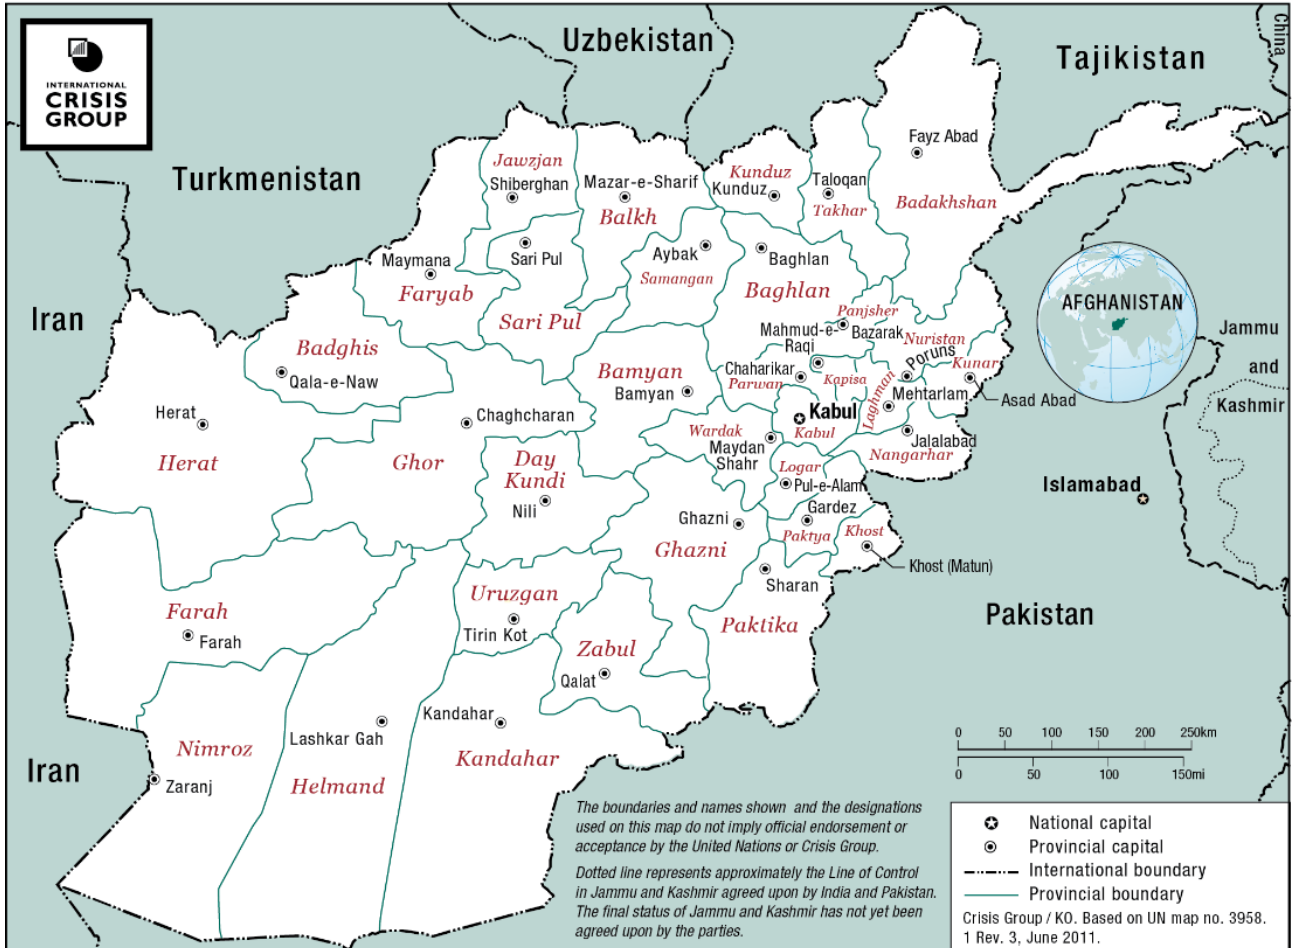 INTERNATIONAL
CRISIS
GROUP
Uzbekistan
Tajikistan
China
Turkmenistan
Iran
Jawzjan
Shiberghan
Mazar-e-Sharif
Balkh
Kunduz
Kunduz
Taloqan
Takhar
Fayz Abad
Badakhshan
Maymana
Faryab
Sari Pul
Sari Pul
Aybak
Samangan
Baghlan
Baghlan
Panjsher
Bazarak
Mahmud-e-
Raqi
Nuristan
Poruns
Kunar
Asad Abad
Badghis
Qala-e-Naw
Bamyan
Bamyan
Chaharikar
Parwan
Kapisa
Laghman
Mehtarlam
Kabul
Kabul
Jalalabad
Nangarhar
Herat
Herat
Chaghcharan
Ghor
Day
Kundi
Nili
Wardak
Maydan
Shahr
Logar
Pul-e-Alam
Gardez
Paktya
Khost
Khost (Matun)
Ghazni
Ghazni
Sharan
Paktika
Farah
Farah
Uruzgan
Tirin Kot
Zabul
Qalat
Nimroz
Zaranj
Iran
Lashkar Gah
Helmand
Kandahar
Kandahar
AFGHANISTAN
Jammu
and
Kashmir
Islamabad
Pakistan
0 50 100 150 200 250km
0 50 100 150mi
The boundaries and names shown and the designations
used on this map do not imply official endorsement or
acceptance by the United Nations or Crisis Group.
Dotted line represents approximately the Line of Control
in Jammu and Kashmir agreed upon by India and Pakistan.
The final status of Jammu and Kashmir has not yet been
agreed upon by the parties.
National capital
Provincial capital
International boundary
Provincial boundary
Crisis Group / KO. Based on UN map no. 3958.
1 Rev. 3, June 2011.